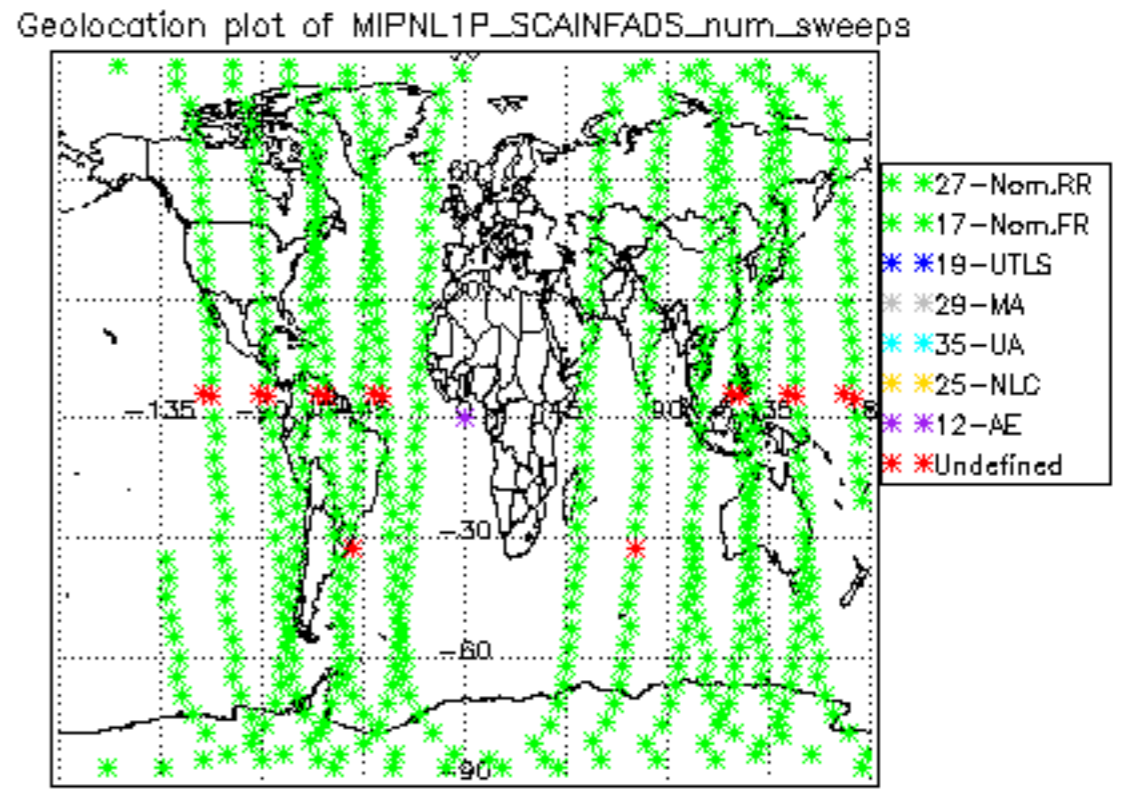 Geolocation plot of MIPNL1P_SCAINFADS_num_sweeps
60
-135
-90
45
90
-30
-60
-90
27-Nom.RR
17-Nom.FR
19-UTLS
29-MA
35-UA
25-NLC
12-AE
Undefined